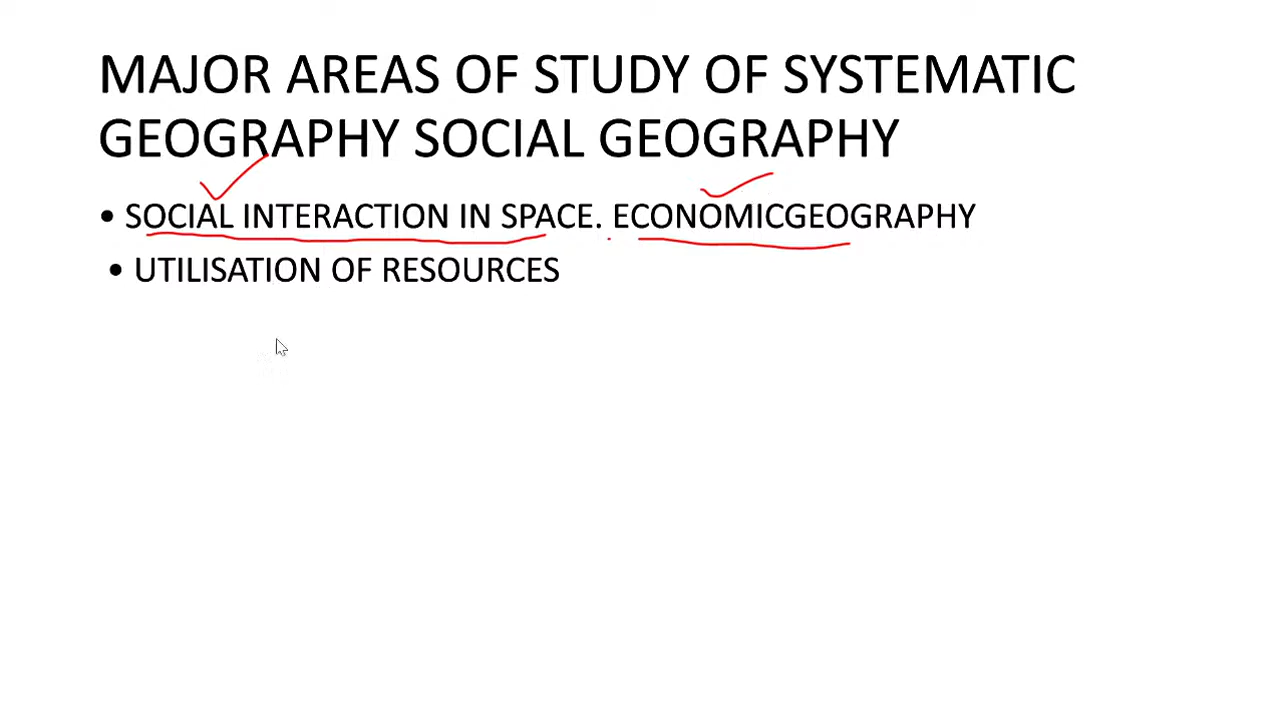 MAJOR AREAS OF STUDY OF SYSTEMATIC
GEOGRAPHY SOCIAL GEOGRAPHY
• SOCIAL INTERACTION IN SPACE. ECONOMICGEOGRAPHY
• UTILISATION OF RESOURCES